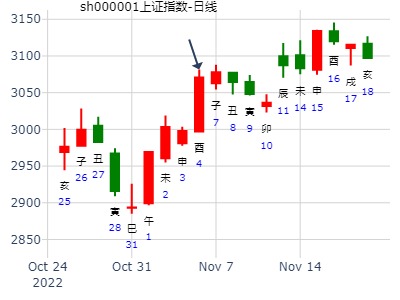 sh000001上证指数-日线
3150
3100
3050
3000
2950
2900
2850
亥
25
子
26
丑
27
寅
28
巳
31
午
1
未
2
申
3
酉
4
子
7
丑
8
寅
9
卯
10
辰
11
未
14
申
15
酉
16
戌
17
亥
18
Oct 24
2022
Oct 31
Nov 7
Nov 14